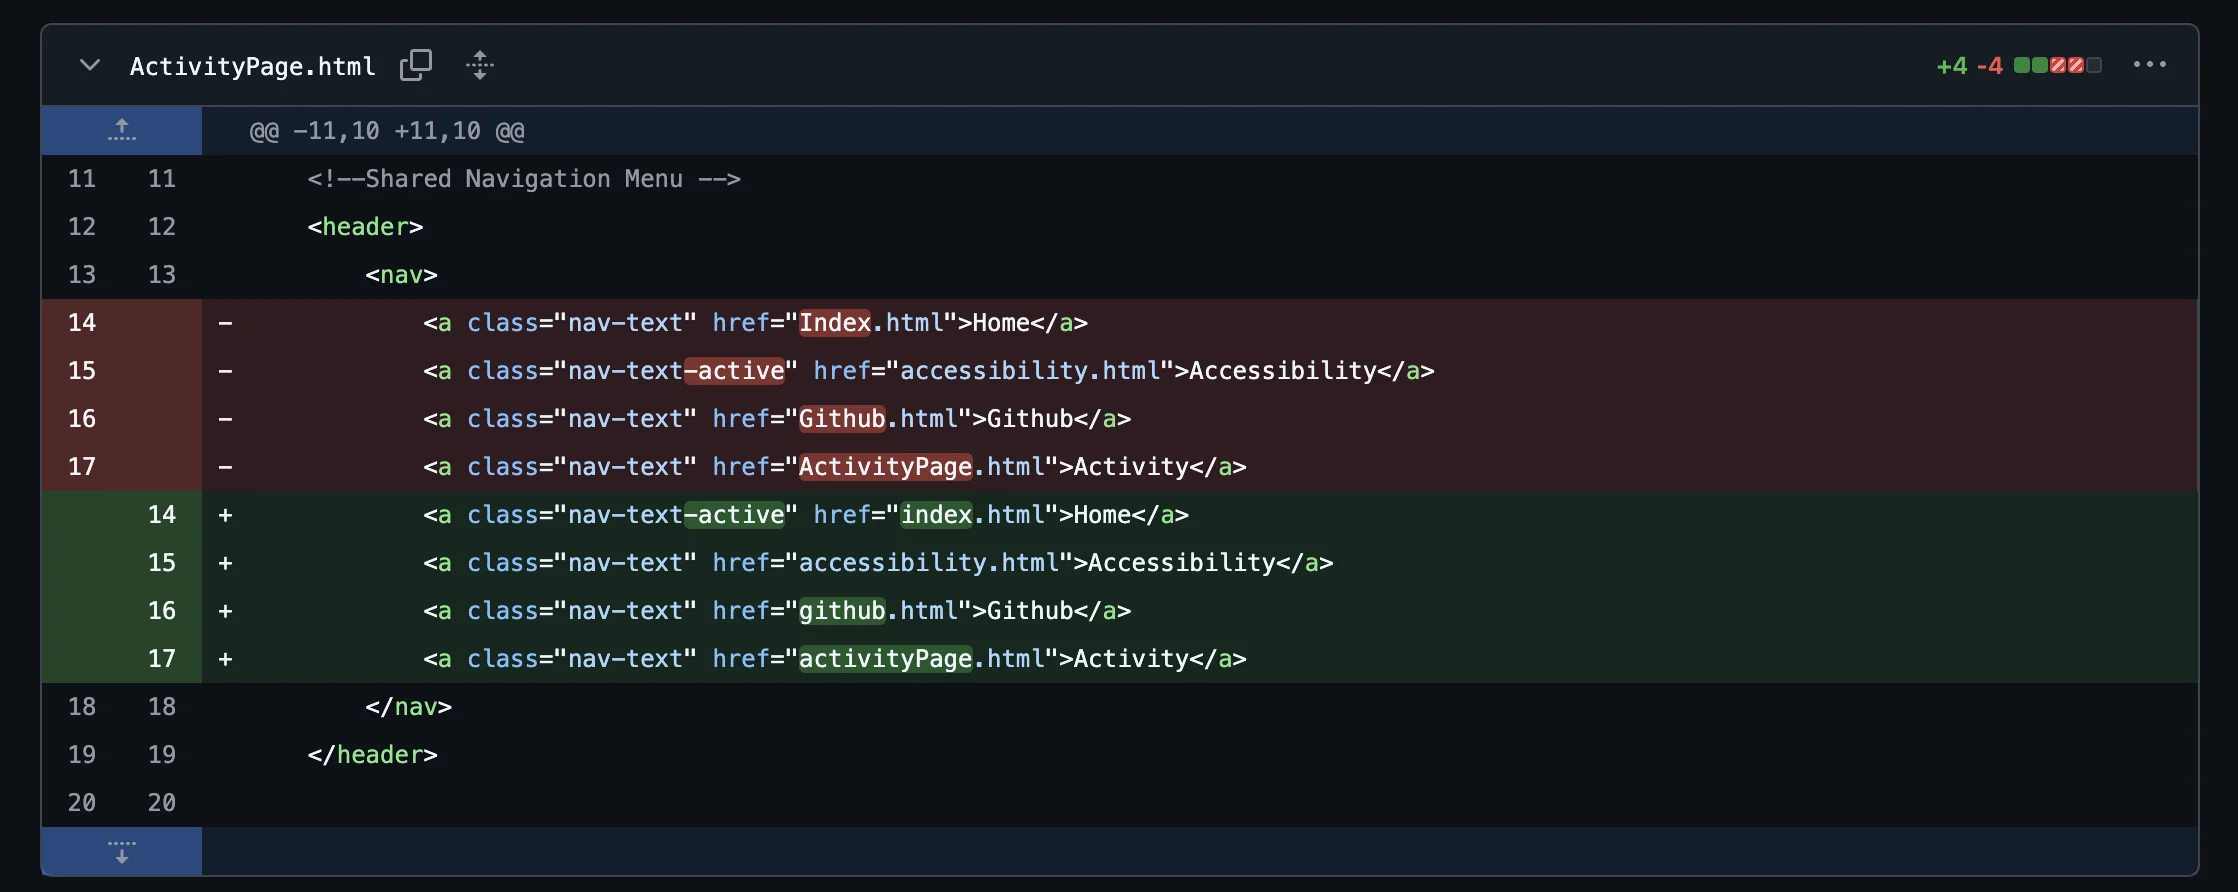 ActivityPage.html +4 -4
@@ -11,10 +11,10 @@
11 11 <!--Shared Navigation Menu -->
12 12 <header>
13 13 <nav>
14 - <a class="nav-text" href="Index.html">Home</a>
15 - <a class="nav-text-active" href="accessibility.html">Accessibility</a>
16 - <a class="nav-text" href="Github.html">Github</a>
17 - <a class="nav-text" href="ActivityPage.html">Activity</a>
14 + <a class="nav-text-active" href="index.html">Home</a>
15 + <a class="nav-text" href="accessibility.html">Accessibility</a>
16 + <a class="nav-text" href="github.html">Github</a>
17 + <a class="nav-text" href="activityPage.html">Activity</a>
18 18 </nav>
19 19 </header>
20 20